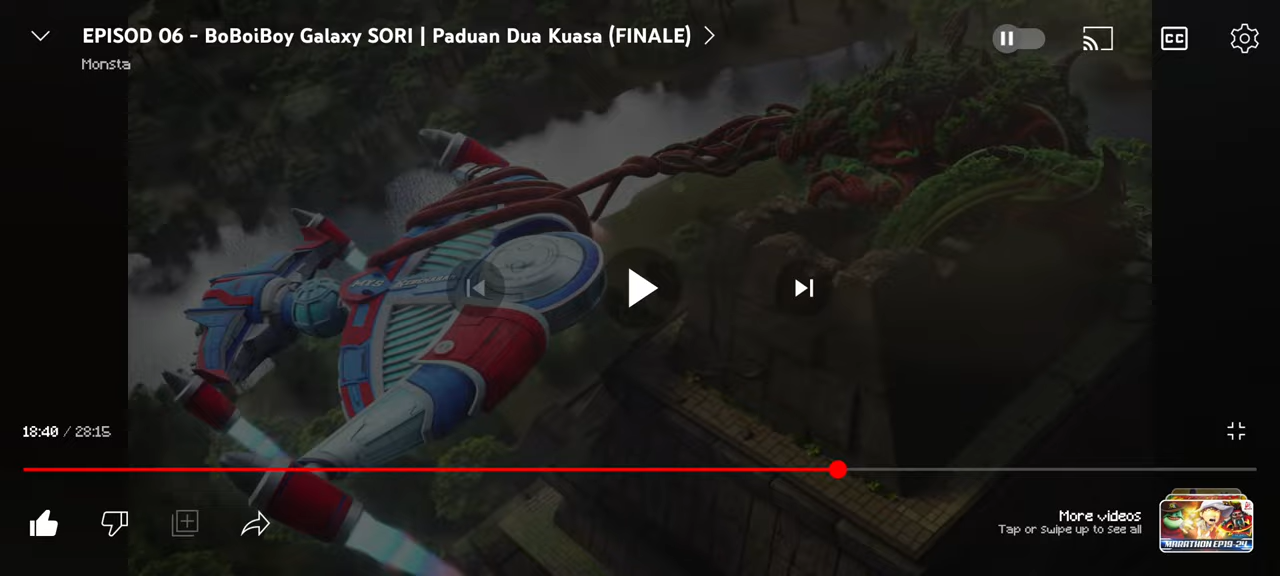 EPISOD 06 - BoBoiBoy Galaxy SORI | Paduan Dua Kuasa (FINALE)
Monsta
CC
18:40 / 28:15
More videos
Tap or swipe up to see all
MARATHON EP19-24